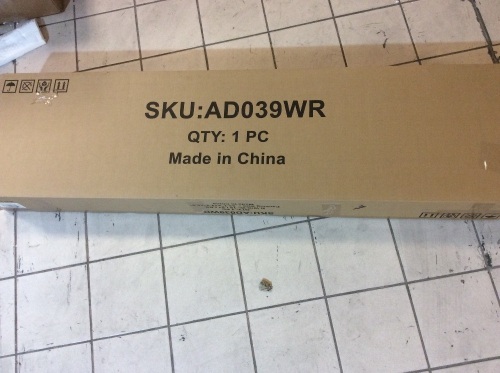 SKU:AD039WR
QTY: 1 PC
Made in China